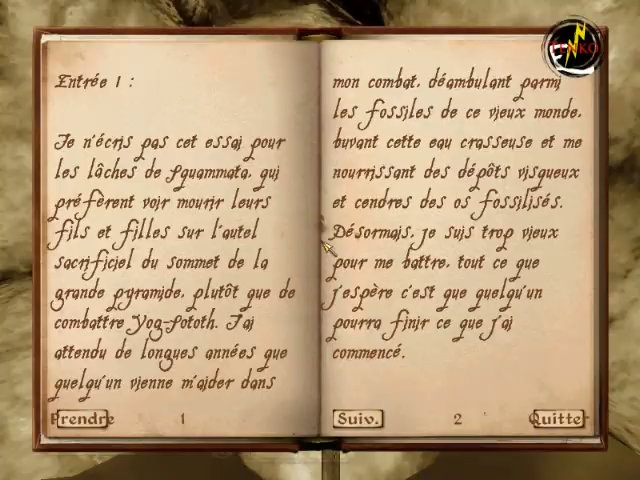 Entrée 1 :
Je n'écris pas cet essai pour
les lâches de Squammata, qui
préfèrent voir mourir leurs
fils et filles sur l'autel
sacrificiel du sommet de la
grande pyramide, plutôt que de
combattre Yog-Sototh. J'ai
attendu de longues années que
quelqu'un vienne m'aider dans
Prendre
1
mon combat, déambulant parmi
les fossiles de ce vieux monde,
buvant cette eau crasseuse et me
nourrissant des dépôts visqueux
et cendres des os fossilisés.
Désormais, je suis trop vieux
pour me battre, tout ce que
j'espère c'est que quelqu'un
pourra finir ce que j'ai
commencé.
Suiv.
2
Quitter
TENKO